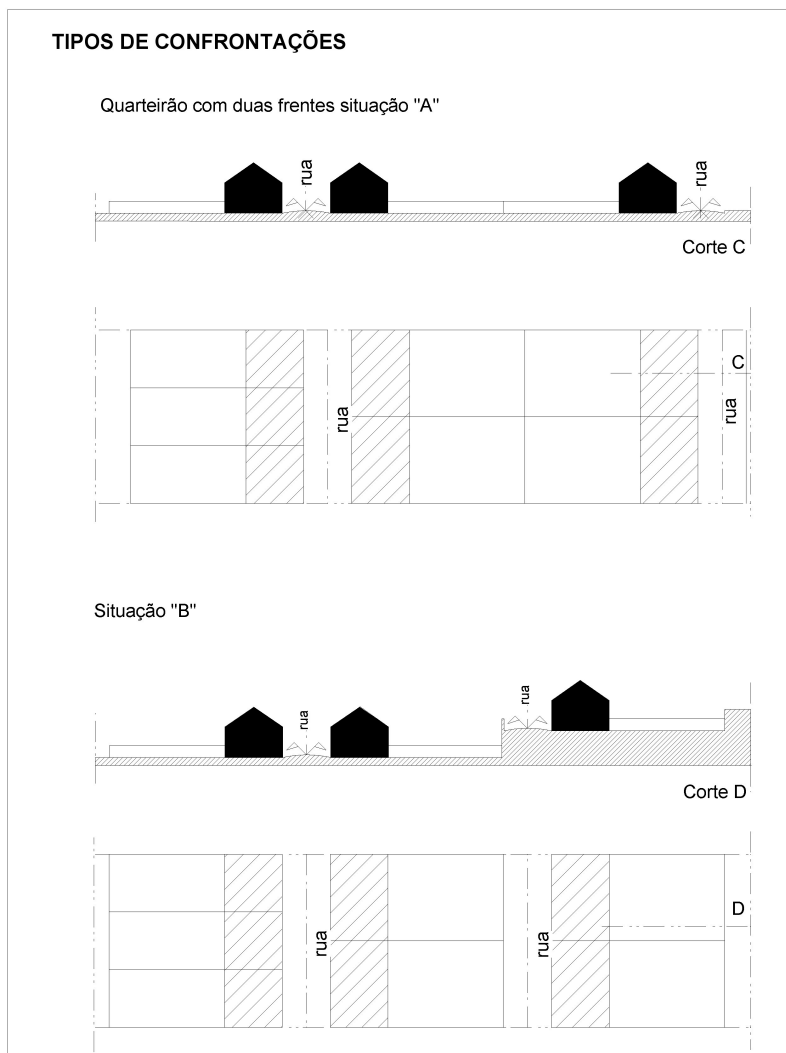 TIPOS DE CONFRONTAÇÕES
Quarteirão com duas frentes situação "A"
rua
rua
Corte C
C
rua
rua
Situação "B"
rua
rua
Corte D
D
rua
rua